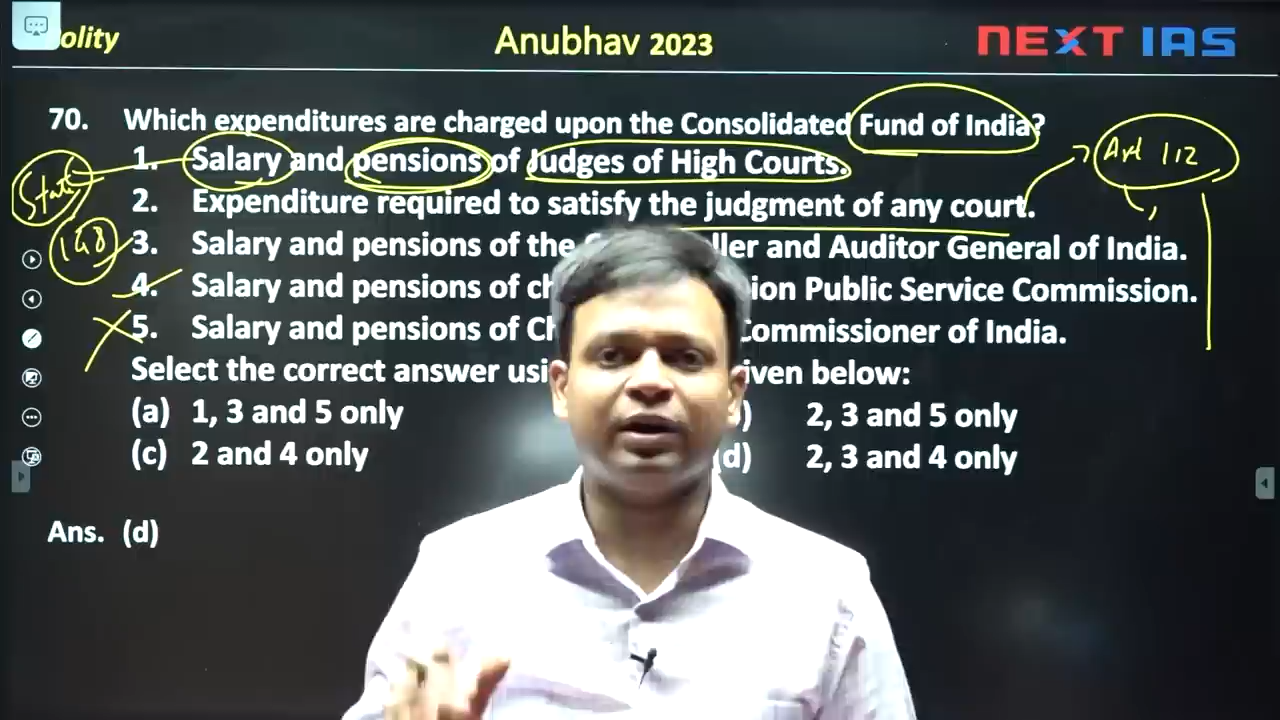 olity
Anubhav 2023
NEXT IAS
70. Which expenditures are charged upon the Consolidated Fund of India?
1. Salary and pensions of Judges of High Courts.
2. Expenditure required to satisfy the judgment of any court.
3. Salary and pensions of the C ller and Auditor General of India.
4. Salary and pensions of ch ion Public Service Commission.
5. Salary and pensions of Ch Commissioner of India.
Select the correct answer usi iven below:
(a) 1, 3 and 5 only ) 2, 3 and 5 only
(c) 2 and 4 only (d) 2, 3 and 4 only
Ans. (d)
State
148
Art 112